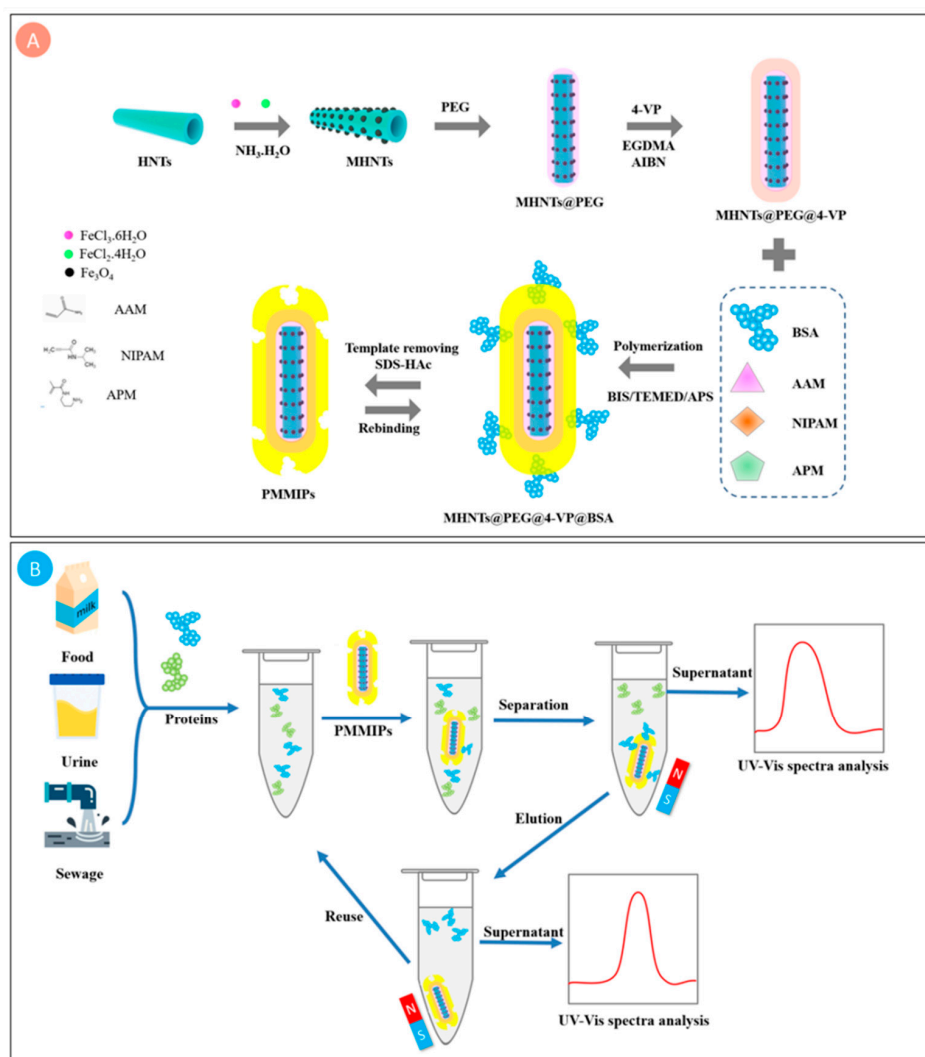 A
HNTs
NH₃.H₂O
MHNTs
PEG
MHNTs@PEG
4-VP
EGDMA
AIBN
MHNTs@PEG@4-VP
FeCl₃.6H₂O
FeCl₂.4H₂O
Fe₃O₄
AAM
NIPAM
APM
PMMIPs
Template removing
SDS-HAc
Rebinding
MHNTs@PEG@4-VP@BSA
Polymerization
BIS/TEMED/APS
BSA
AAM
NIPAM
APM
B
milk
Food
Urine
Sewage
Proteins
PMMIPs
Separation
N
S
Supernatant
UV-Vis spectra analysis
Elution
Reuse
N
S
Supernatant
UV-Vis spectra analysis